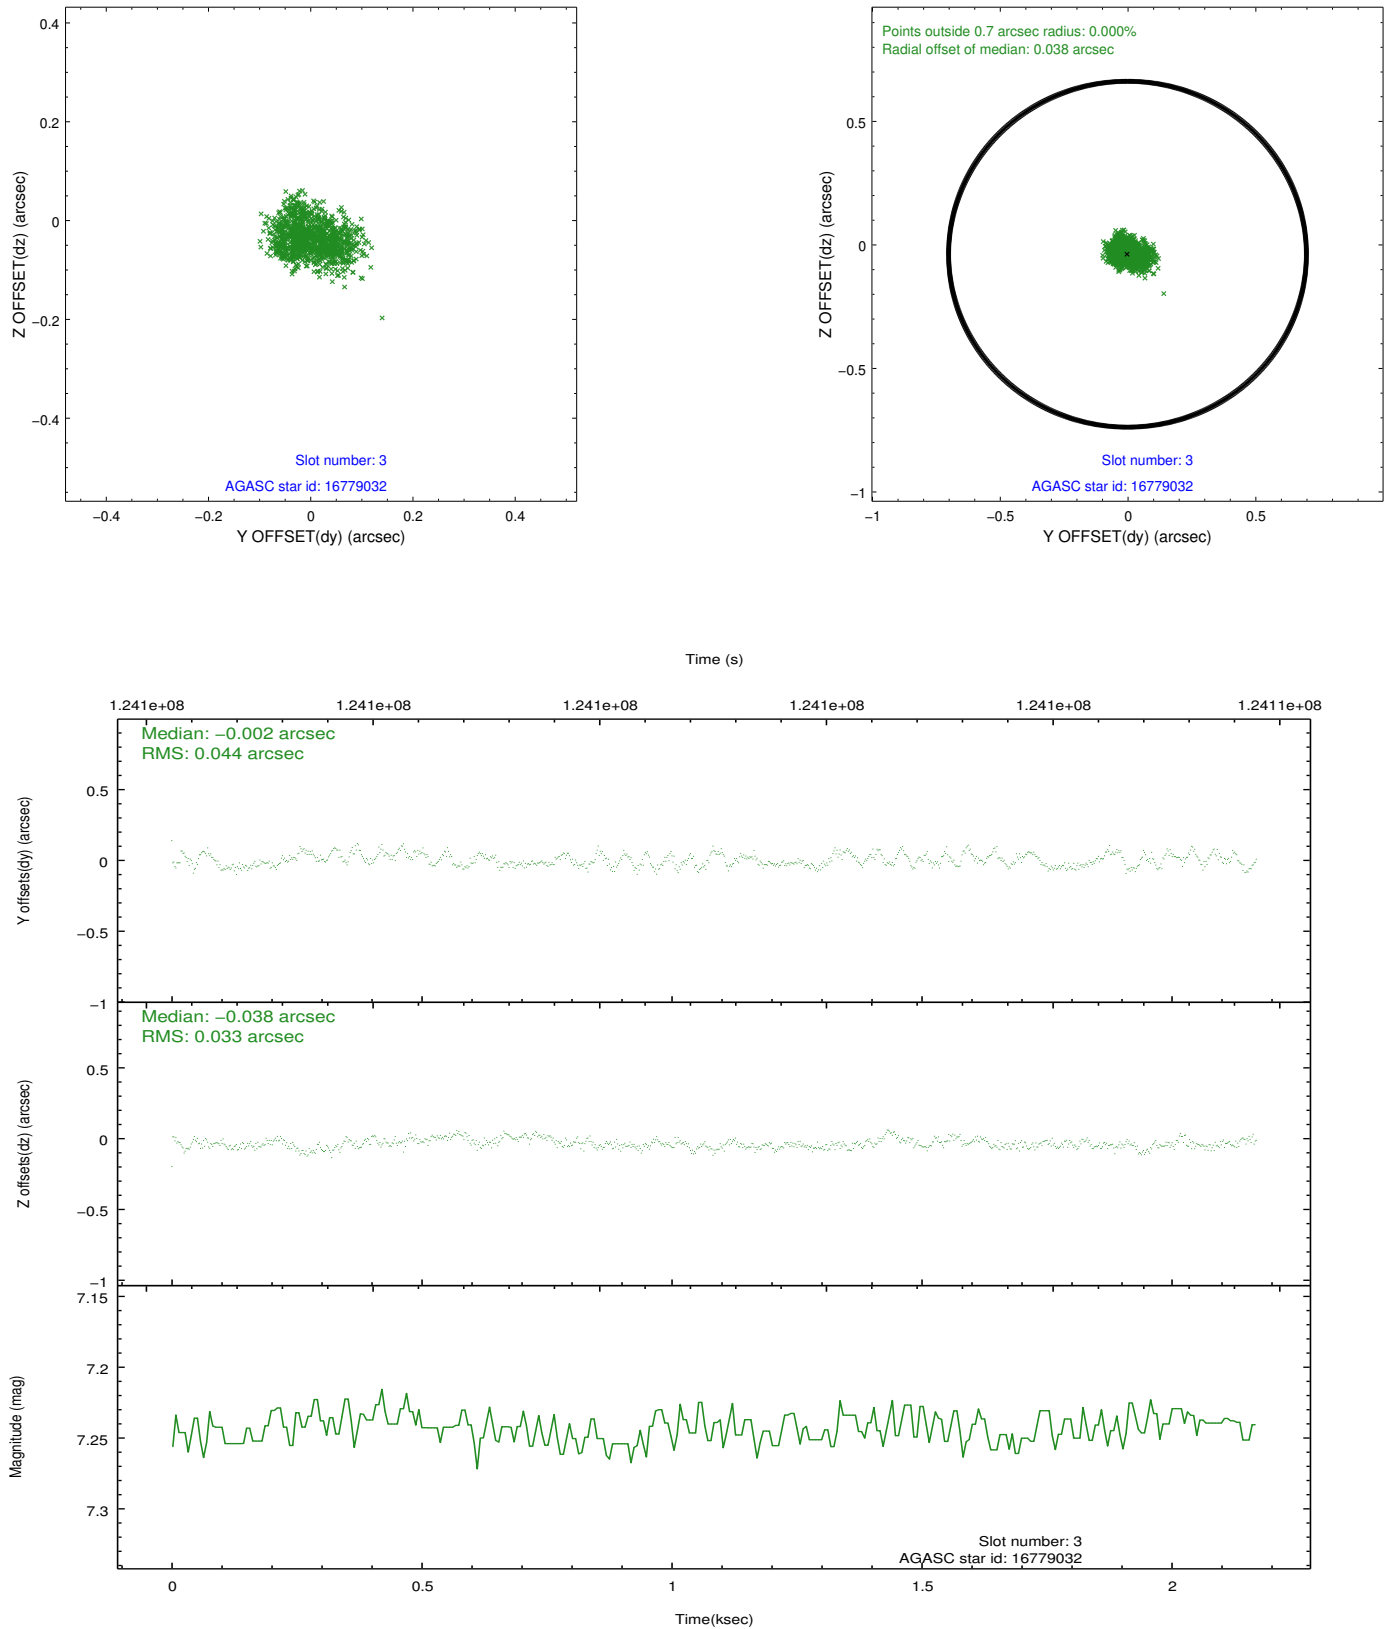 0.4
0.2
0
−0.2
−0.4
Z OFFSET(dz) (arcsec)
Slot number: 3
AGASC star id: 16779032
−0.4
−0.2
0
0.2
0.4
Y OFFSET(dy) (arcsec)
Points outside 0.7 arcsec radius: 0.000%
Radial offset of median: 0.038 arcsec
0.5
0
−0.5
−1
Z OFFSET(dz) (arcsec)
Slot number: 3
AGASC star id: 16779032
−1
−0.5
0
0.5
Y OFFSET(dy) (arcsec)
Time (s)
1.241e+08
1.241e+08
1.241e+08
1.241e+08
1.241e+08
1.2411e+08
Median: −0.002 arcsec
RMS: 0.044 arcsec
0.5
0
−0.5
−1
Y offsets(dy) (arcsec)
Median: −0.038 arcsec
RMS: 0.033 arcsec
0.5
0
−0.5
−1
Z offsets(dz) (arcsec)
7.15
7.2
7.25
7.3
Magnitude (mag)
Slot number: 3
AGASC star id: 16779032
0
0.5
1
1.5
2
Time(ksec)